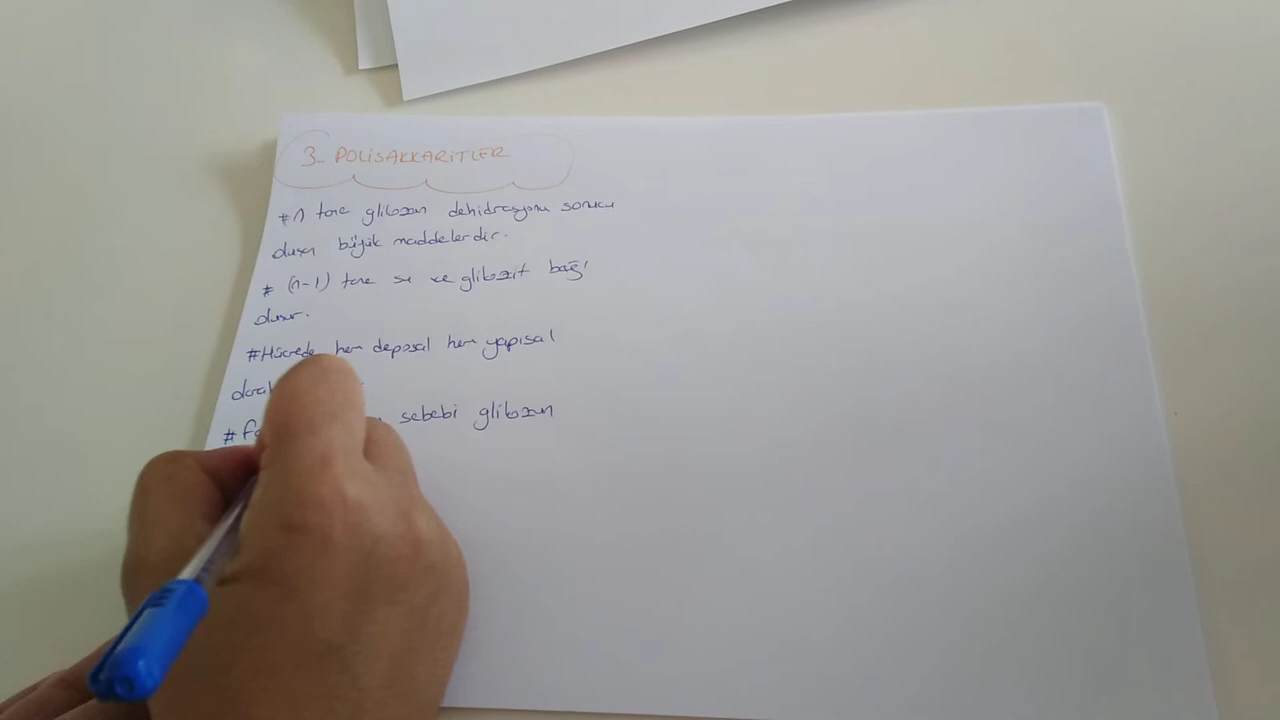 3- POLİSAKKARİTLER
# n tane glikozun dehidrasyonu sonucu
oluşan büyük maddelerdir.
# (n-1) tane su ve glikozit bağı
oluşur.
#Hücrede hem deposal hem yapısal
sebebi glikozun